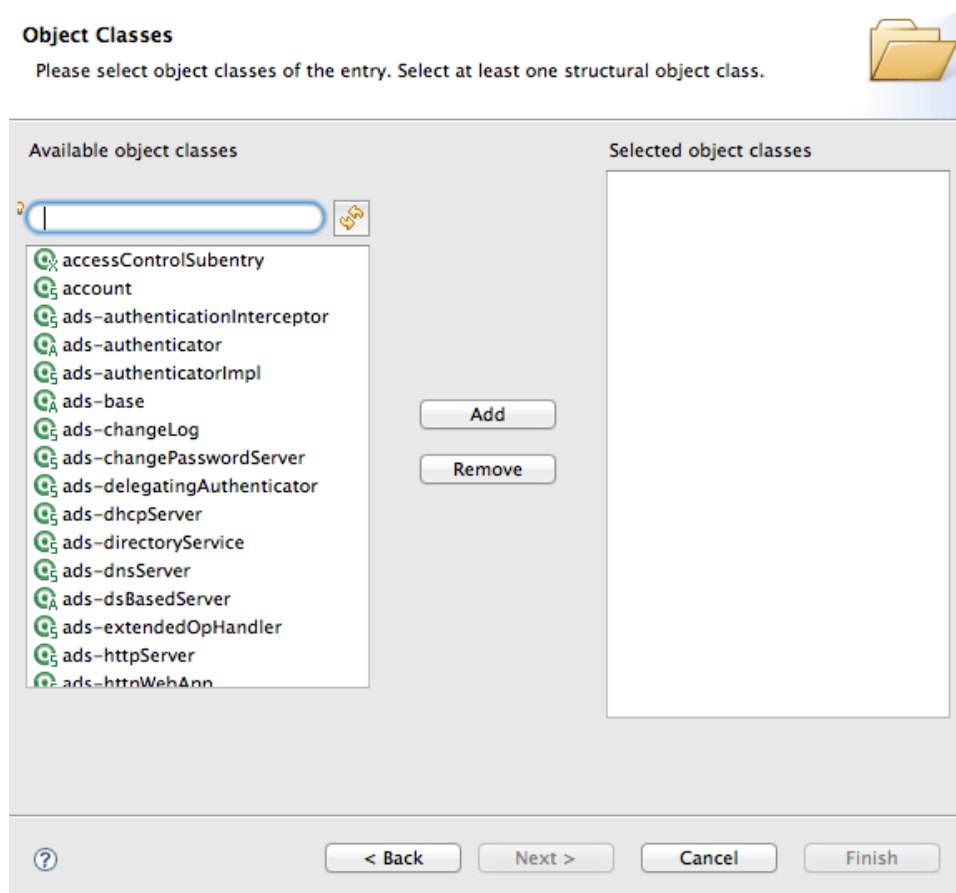 Object Classes
Please select object classes of the entry. Select at least one structural object class.
Available object classes
Selected object classes
accessControlSubentry
account
ads-authenticationInterceptor
ads-authenticator
ads-authenticatorImpl
ads-base
ads-changeLog
ads-changePasswordServer
ads-delegatingAuthenticator
ads-dhcpServer
ads-directoryService
ads-dnsServer
ads-dsBasedServer
ads-extendedOpHandler
ads-httpServer
ads-httpWebApp
Add
Remove
?
< Back
Next >
Cancel
Finish